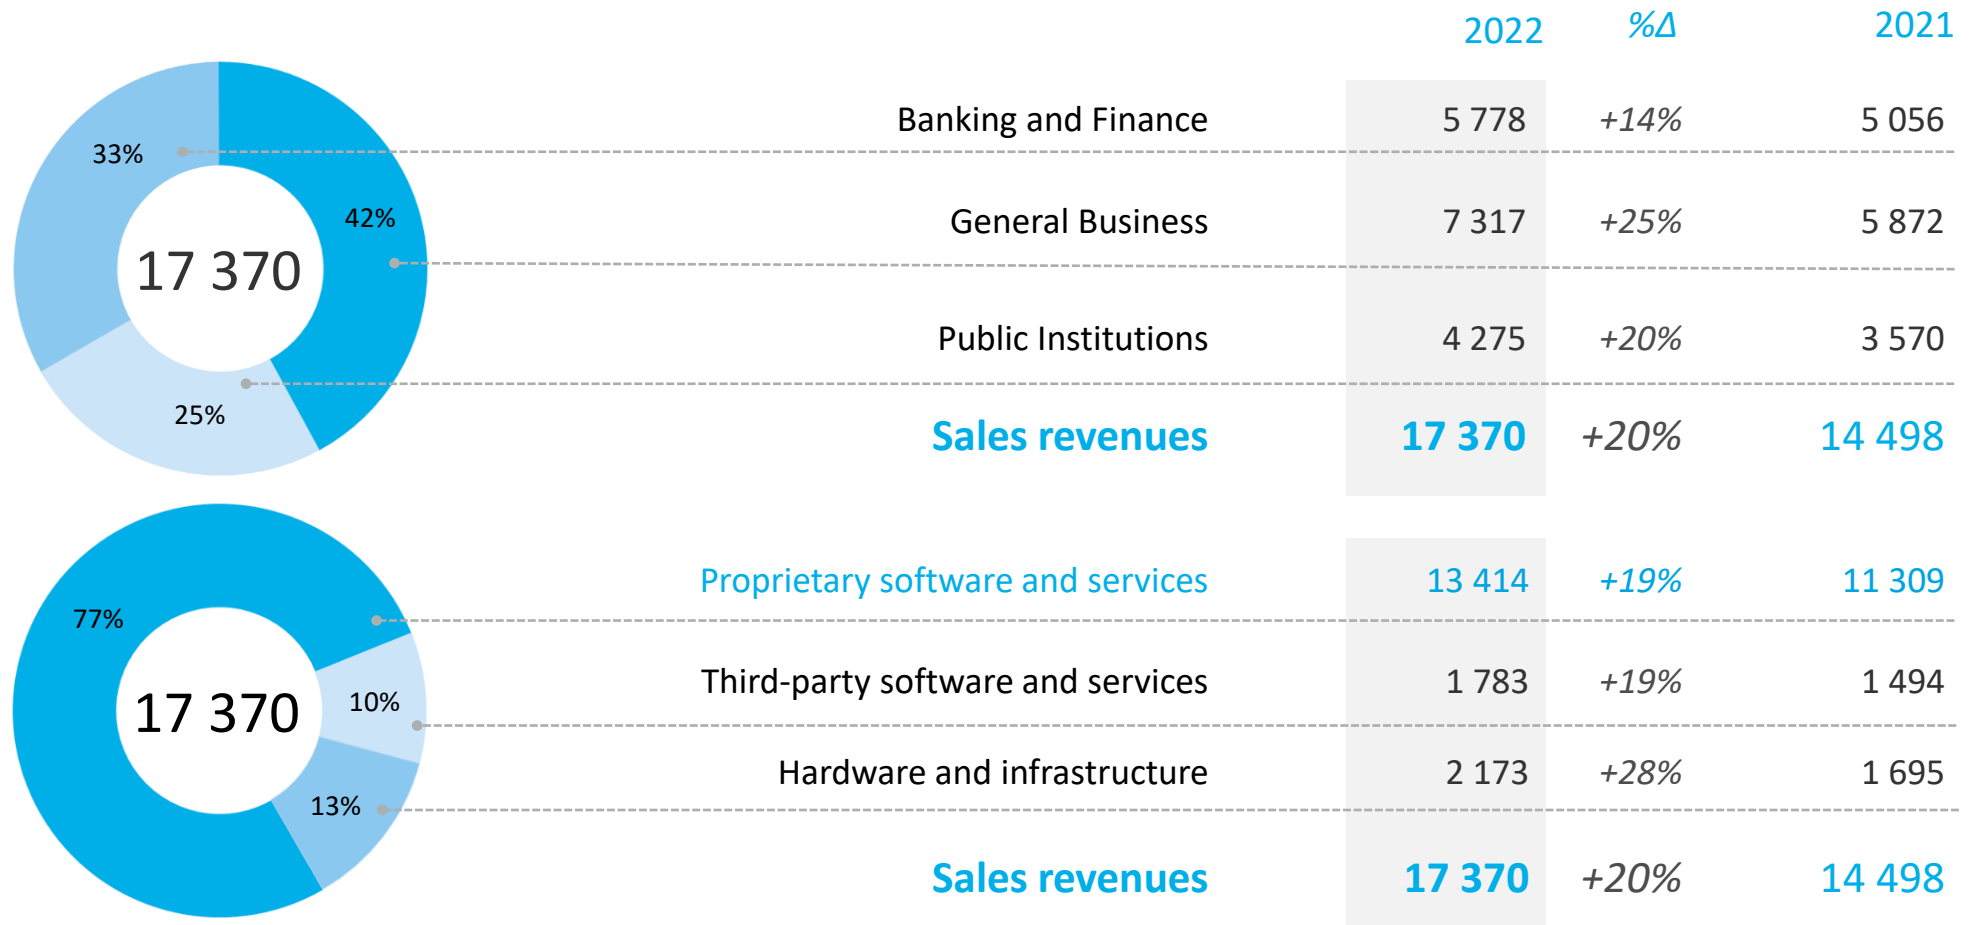 2022 %Δ 2021
Banking and Finance 5 778 +14% 5 056
33%
42%
General Business 7 317 +25% 5 872
17 370
Public Institutions 4 275 +20% 3 570
25%
Sales revenues 17 370 +20% 14 498
Proprietary software and services 13 414 +19% 11 309
77%
Third-party software and services 1 783 +19% 1 494
10%
17 370
Hardware and infrastructure 2 173 +28% 1 695
13%
Sales revenues 17 370 +20% 14 498